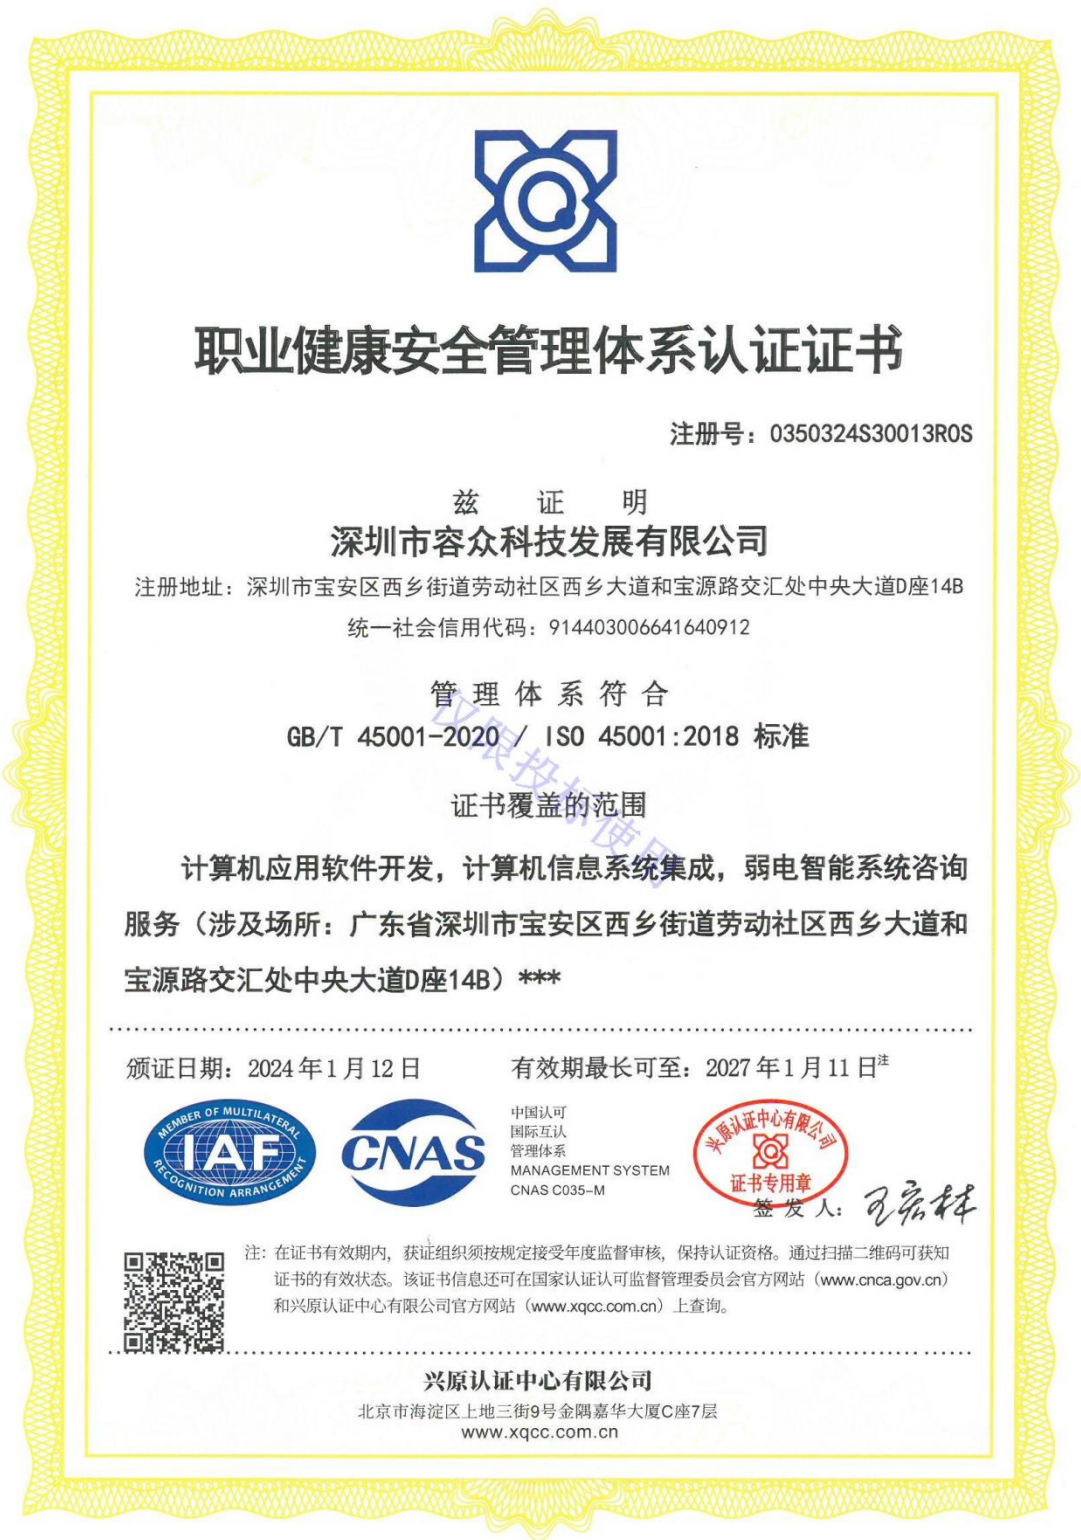 职业健康安全管理体系认证证书
注册号：0350324S30013R0S
兹 证 明
深圳市容众科技发展有限公司
注册地址：深圳市宝安区西乡街道劳动社区西乡大道和宝源路交汇处中央大道D座14B
统一社会信用代码：914403006641640912
管 理 体 系 符 合
GB/T 45001-2020 / ISO 45001:2018 标准
仅限投标使用
证书覆盖的范围
计算机应用软件开发，计算机信息系统集成，弱电智能系统咨询
服务（涉及场所：广东省深圳市宝安区西乡街道劳动社区西乡大道和
宝源路交汇处中央大道D座14B）***
颁证日期：2024年1月12日
有效期最长可至：2027年1月11日注
MEMBER OF MULTILATERAL
IAF
RECOGNITION ARRANGEMENT
CNAS
中国认可
国际互认
管理体系
MANAGEMENT SYSTEM
CNAS C035-M
兴原认证中心有限公司
证书专用章
签 发 人：
王宏林
注：在证书有效期内，获证组织须按规定接受年度监督审核，保持认证资格。通过扫描二维码可获知
证书的有效状态。该证书信息还可在国家认证认可监督管理委员会官方网站（www.cnca.gov.cn）
和兴原认证中心有限公司官方网站（www.xqcc.com.cn）上查询。
兴原认证中心有限公司
北京市海淀区上地三街9号金隅嘉华大厦C座7层
www.xqcc.com.cn